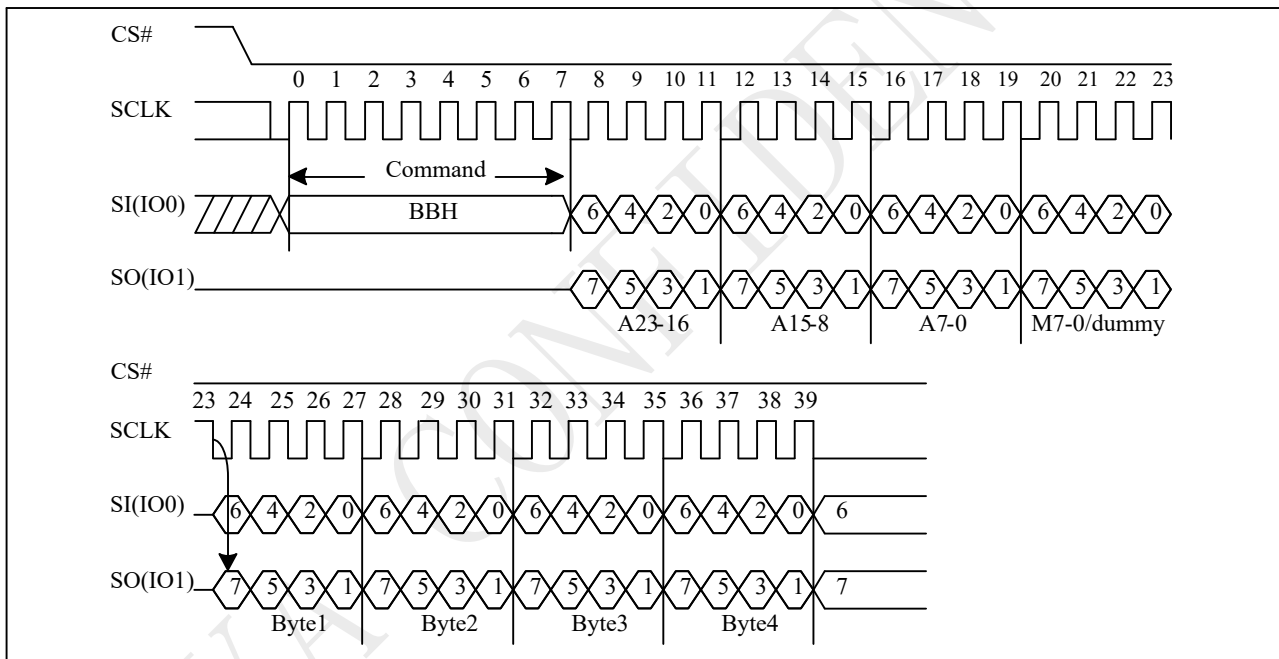 CS#
0 1 2 3 4 5 6 7 8 9 10 11 12 13 14 15 16 17 18 19 20 21 22 23
SCLK
Command
SI(IO0) BBH 6 4 2 0 6 4 2 0 6 4 2 0 6 4 2 0
SO(IO1) 7 5 3 1 7 5 3 1 7 5 3 1 7 5 3 1
A23-16 A15-8 A7-0 M7-0/dummy
CS#
23 24 25 26 27 28 29 30 31 32 33 34 35 36 37 38 39
SCLK
SI(IO0) 6 4 2 0 6 4 2 0 6 4 2 0 6 4 2 0 6
SO(IO1) 7 5 3 1 7 5 3 1 7 5 3 1 7 5 3 1 7
Byte1 Byte2 Byte3 Byte4
VA CONFIDEN